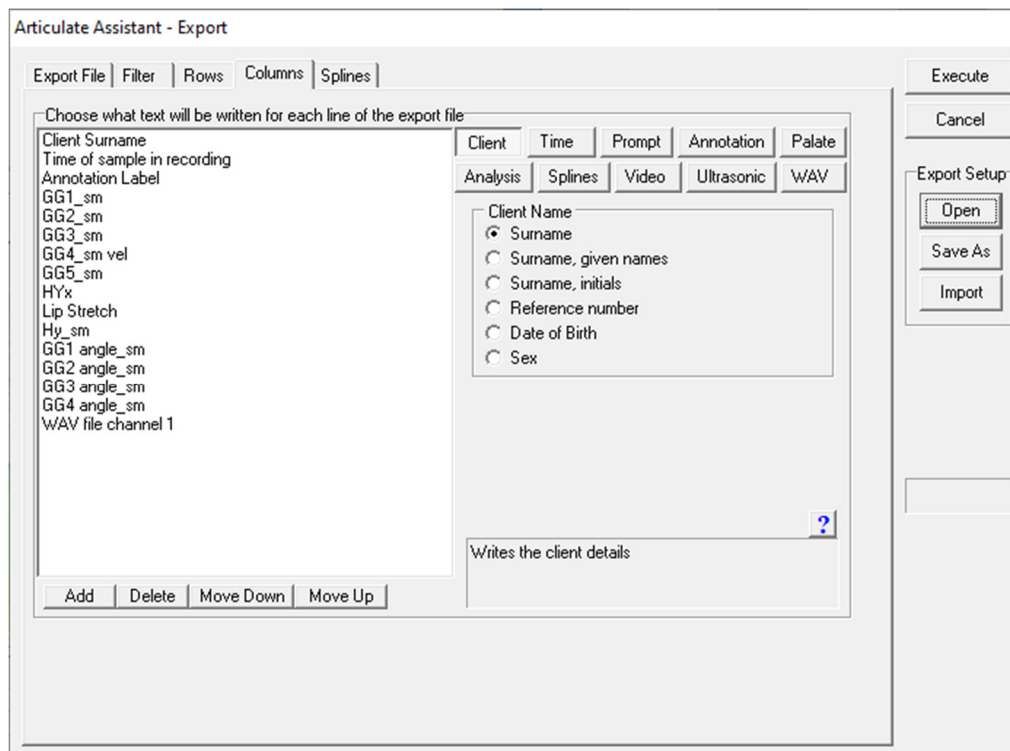 Articulate Assistant - Export
Export File Filter Rows Columns Splines
Choose what text will be written for each line of the export file
Client Surname
Time of sample in recording
Annotation Label
GG1_sm
GG2_sm
GG3_sm
GG4_sm vel
GG5_sm
HYx
Lip Stretch
Hy_sm
GG1 angle_sm
GG2 angle_sm
GG3 angle_sm
GG4 angle_sm
WAV file channel 1
Add Delete Move Down Move Up
Client Time Prompt Annotation Palate
Analysis Splines Video Ultrasonic WAV
Client Name
Surname
Surname, given names
Surname, initials
Reference number
Date of Birth
Sex
?
Writes the client details
Execute
Cancel
Export Setup
Open
Save As
Import